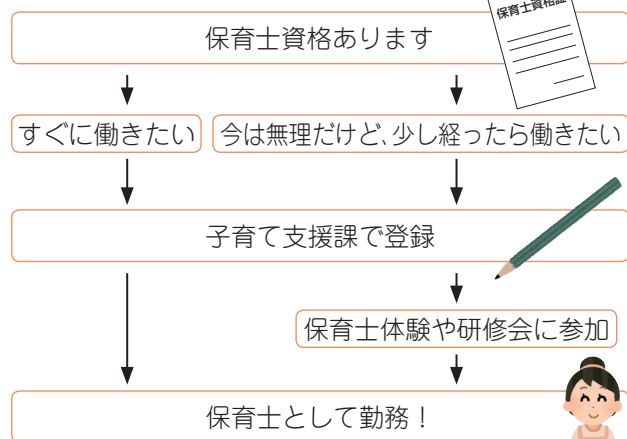 保育士資格証
保育士資格あります
すぐに働きたい
今は無理だけど、少し経ったら働きたい
子育て支援課で登録
保育士体験や研修会に参加
保育士として勤務！